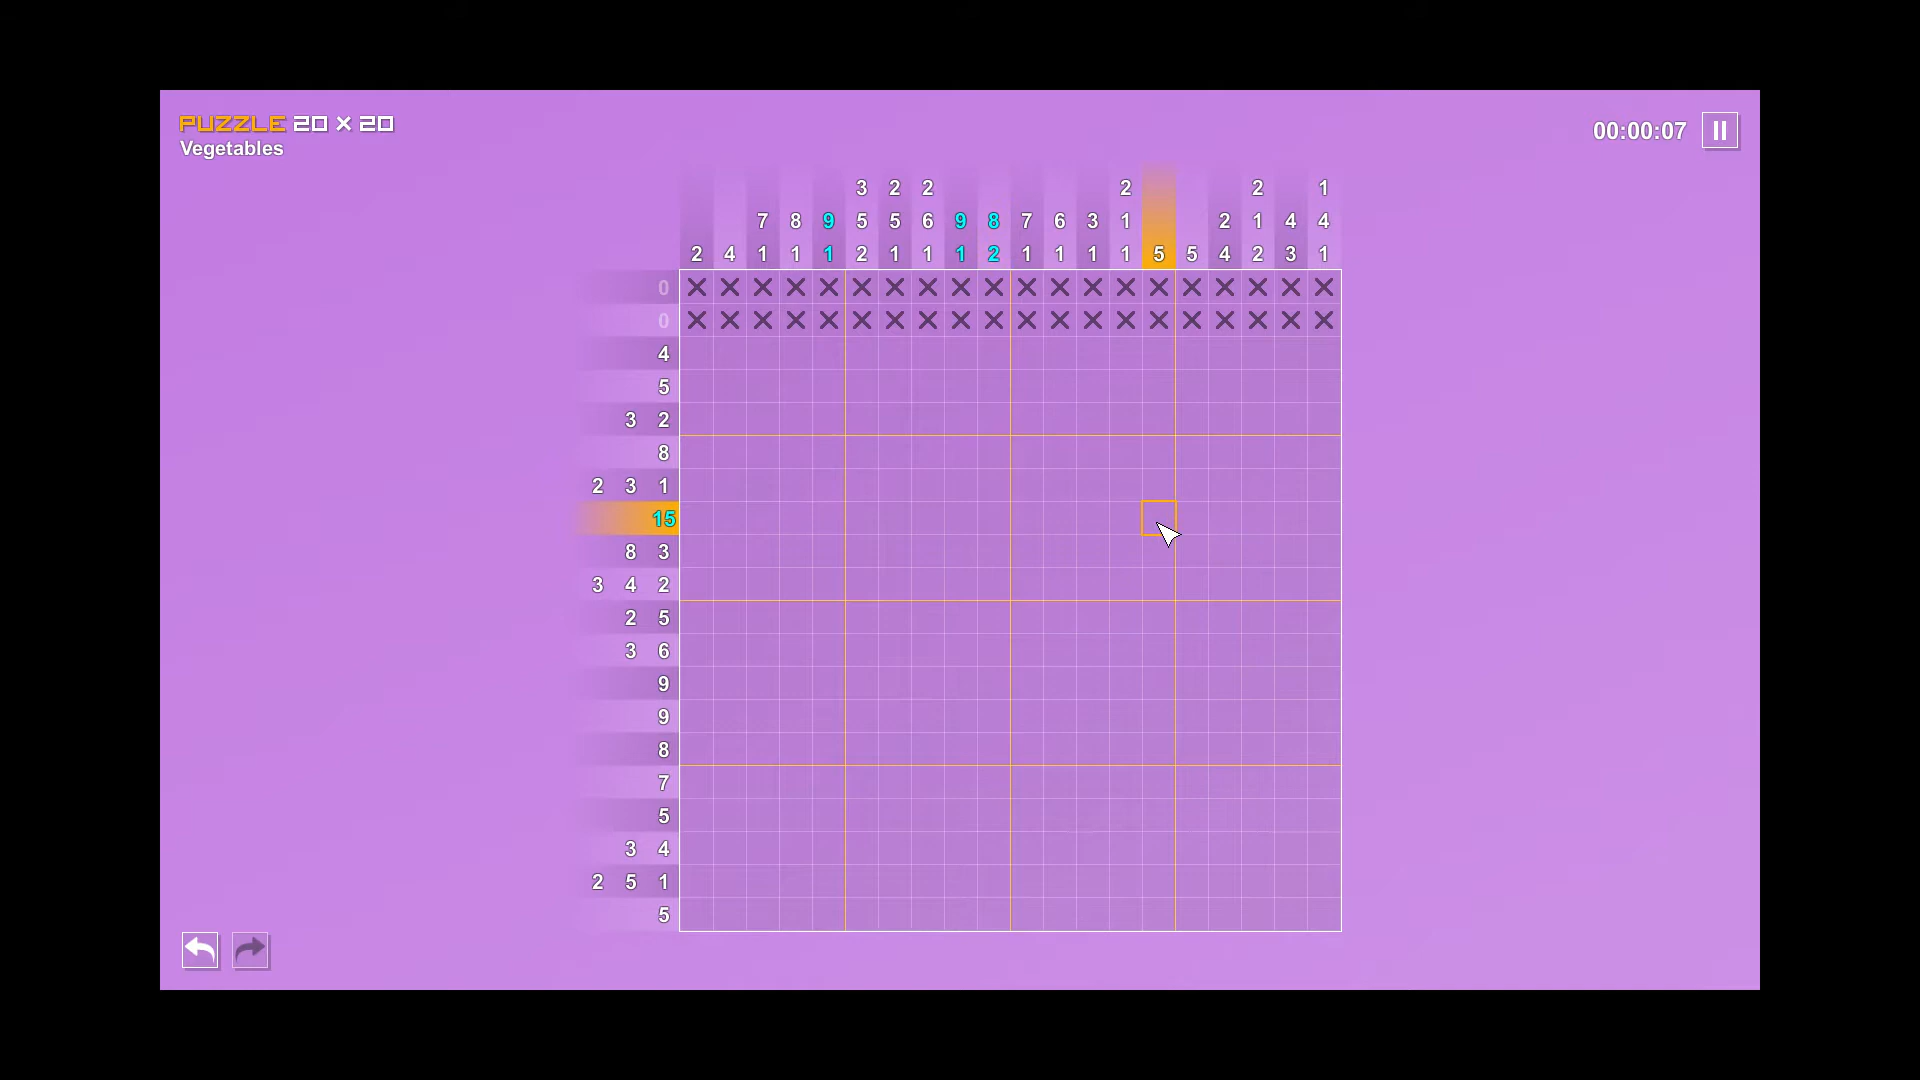 PUZZLE 20 × 20
Vegetables
00:00:07
3 2 2 2 2 1
7 8 9 5 5 6 9 8 7 6 3 1 2 1 4 4
2 4 1 1 1 2 1 1 1 2 1 1 1 1 5 5 4 2 3 1
0
0
4
5
3 2
8
2 3 1
15
8 3
3 4 2
2 5
3 6
9
9
8
7
5
3 4
2 5 1
5